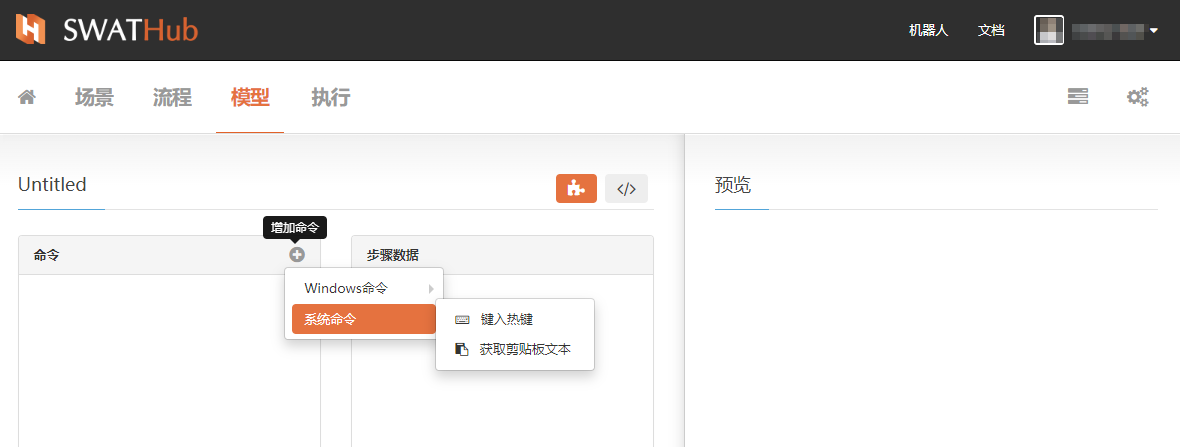 SWATHub
机器人 文档
场景 流程 模型 执行
Untitled
</>
预览
增加命令
命令
步骤数据
Windows命令
系统命令
键入热键
获取剪贴板文本